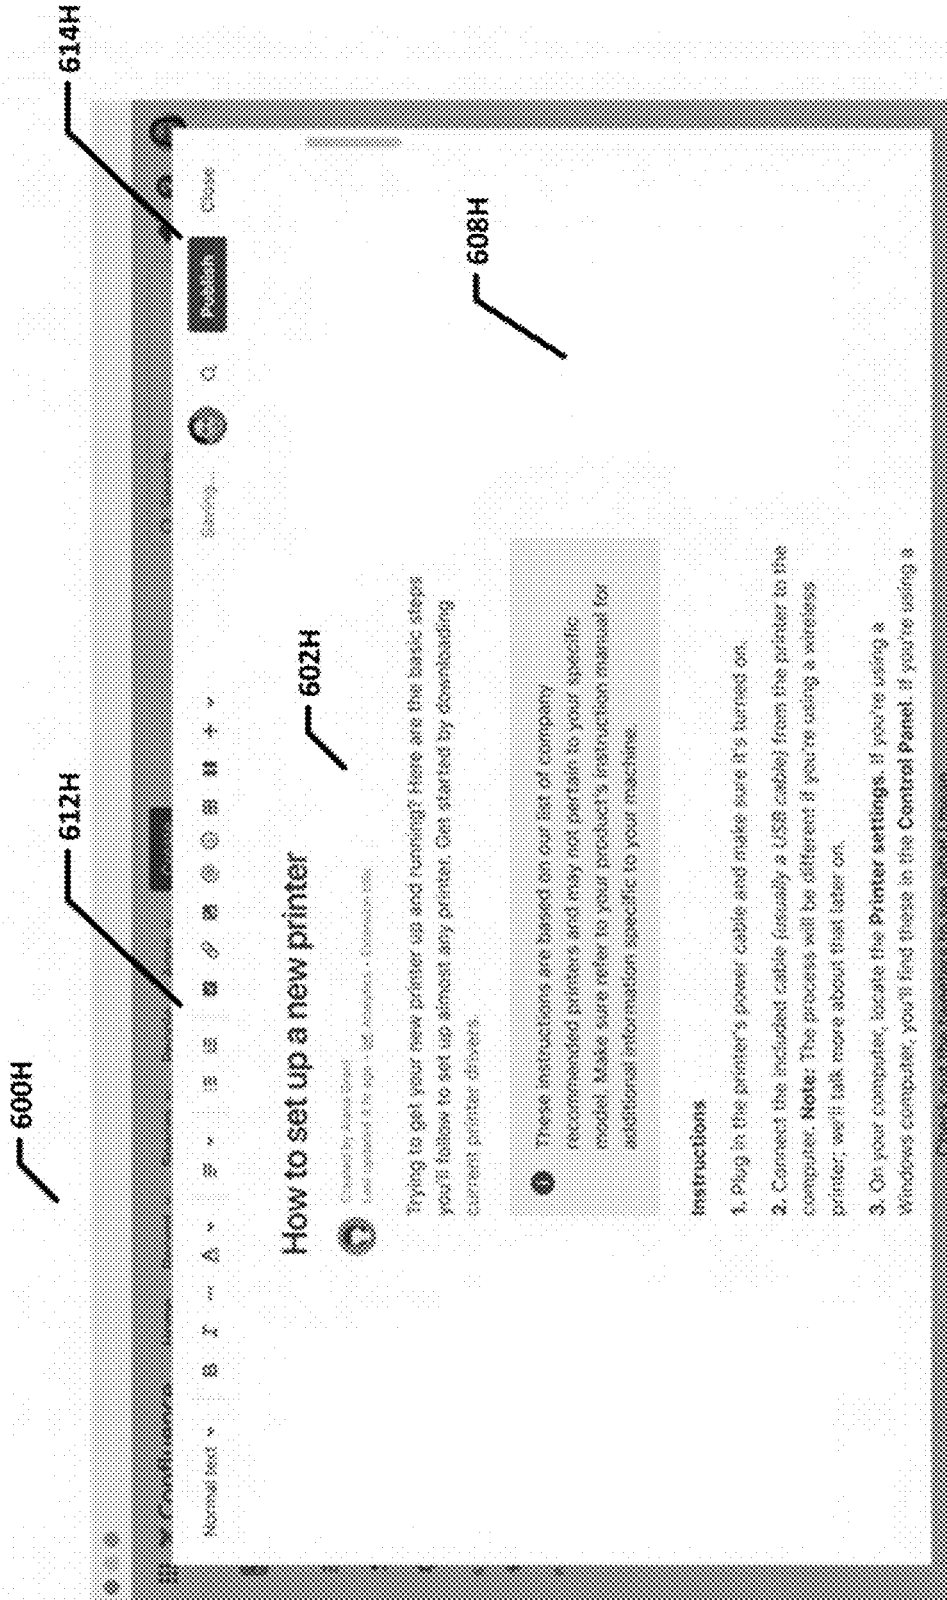 600H
612H
614H
Normal text
B I
Saving...
Publish
Close
602H
608H
How to set up a new printer
Trying to get your new printer up and running? Here are the basic steps
you'll follow to set up almost any printer. Get started by downloading
current printer drivers.
These instructions are based on our list of company
recommended printers and may not pertain to your specific
model. Make sure refer to your product's instruction manual for
additional information specific to your machine.
Instructions
1. Plug in the printer's power cable and make sure it's turned on.
2. Connect the included cable (usually a USB cable) from the printer to the
computer. Note: The process will be different if you're using a wireless
printer; we'll talk more about that later on.
3. On your computer, locate the Printer settings. If you're using a
Windows computer, you'll find these in the Control Panel. If you're using a